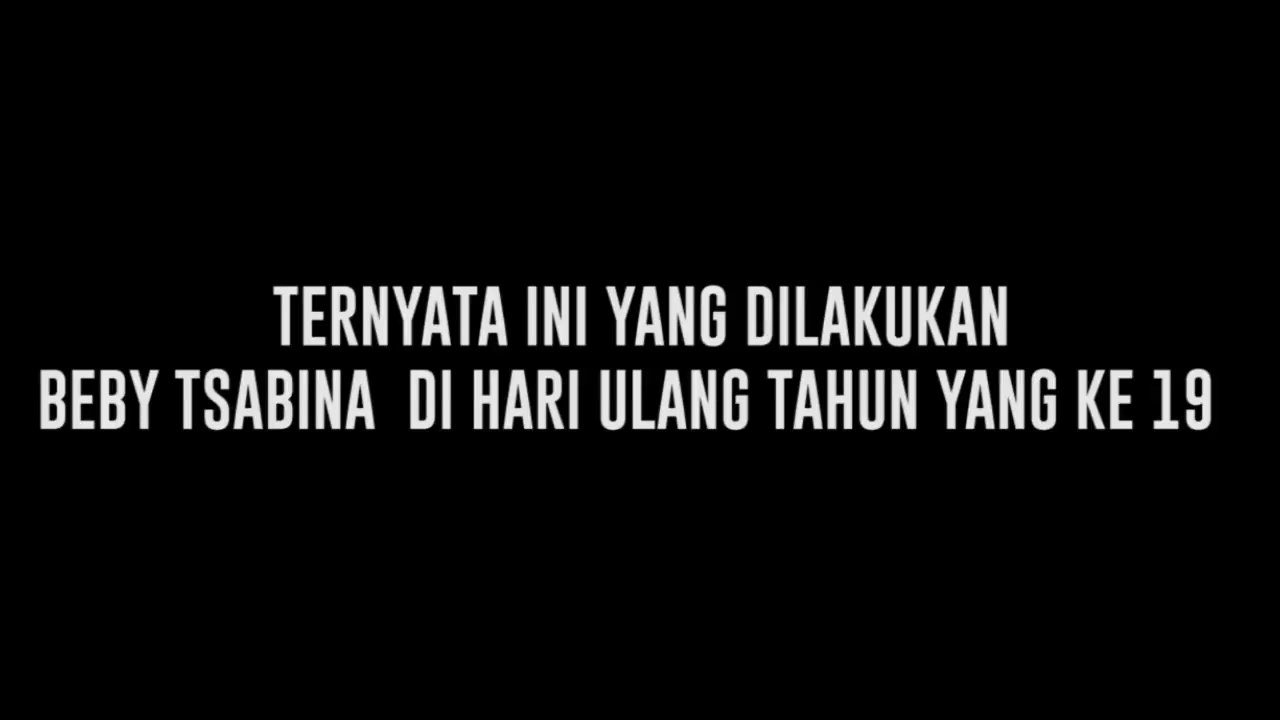 TERNYATA INI YANG DILAKUKAN
BEBY TSABINA DI HARI ULANG TAHUN YANG KE 19